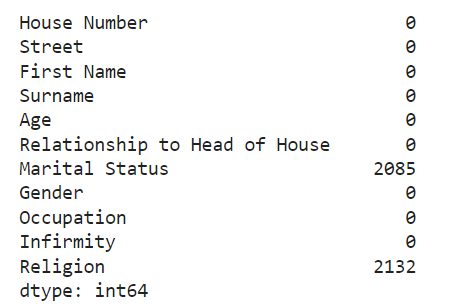 House Number 0
Street 0
First Name 0
Surname 0
Age 0
Relationship to Head of House 0
Marital Status 2085
Gender 0
Occupation 0
Infirmity 0
Religion 2132
dtype: int64